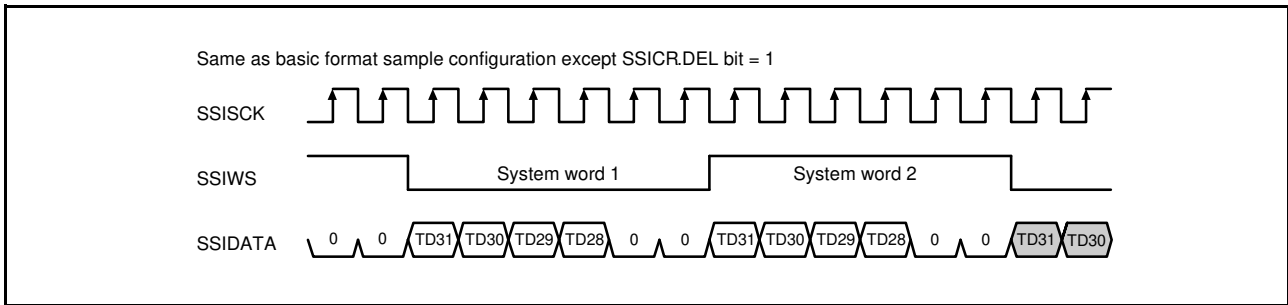 Same as basic format sample configuration except SSICR.DEL bit = 1
SSISCK
SSIWS System word 1 System word 2
SSIDATA 0 0 TD31 TD30 TD29 TD28 0 0 TD31 TD30 TD29 TD28 0 0 TD31 TD30